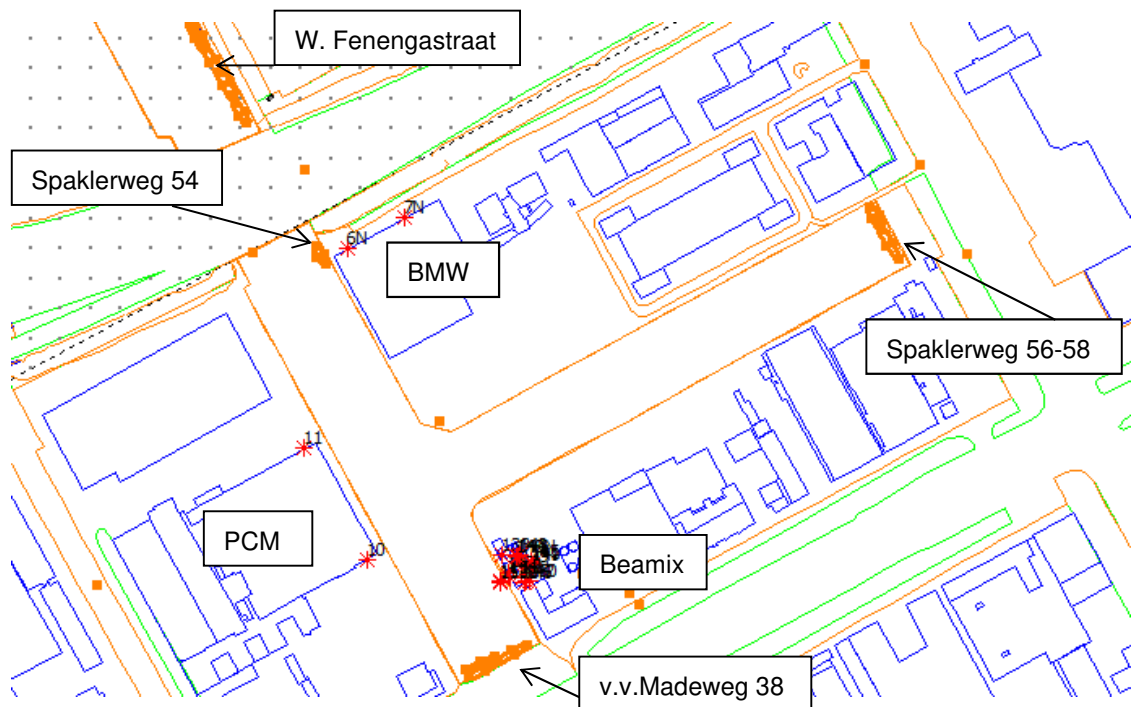 W. Fenengastraat
Spaklerweg 54
7N
6N
BMW
Spaklerweg 56-58
11
PCM
10
Beamix
v.v.Madeweg 38